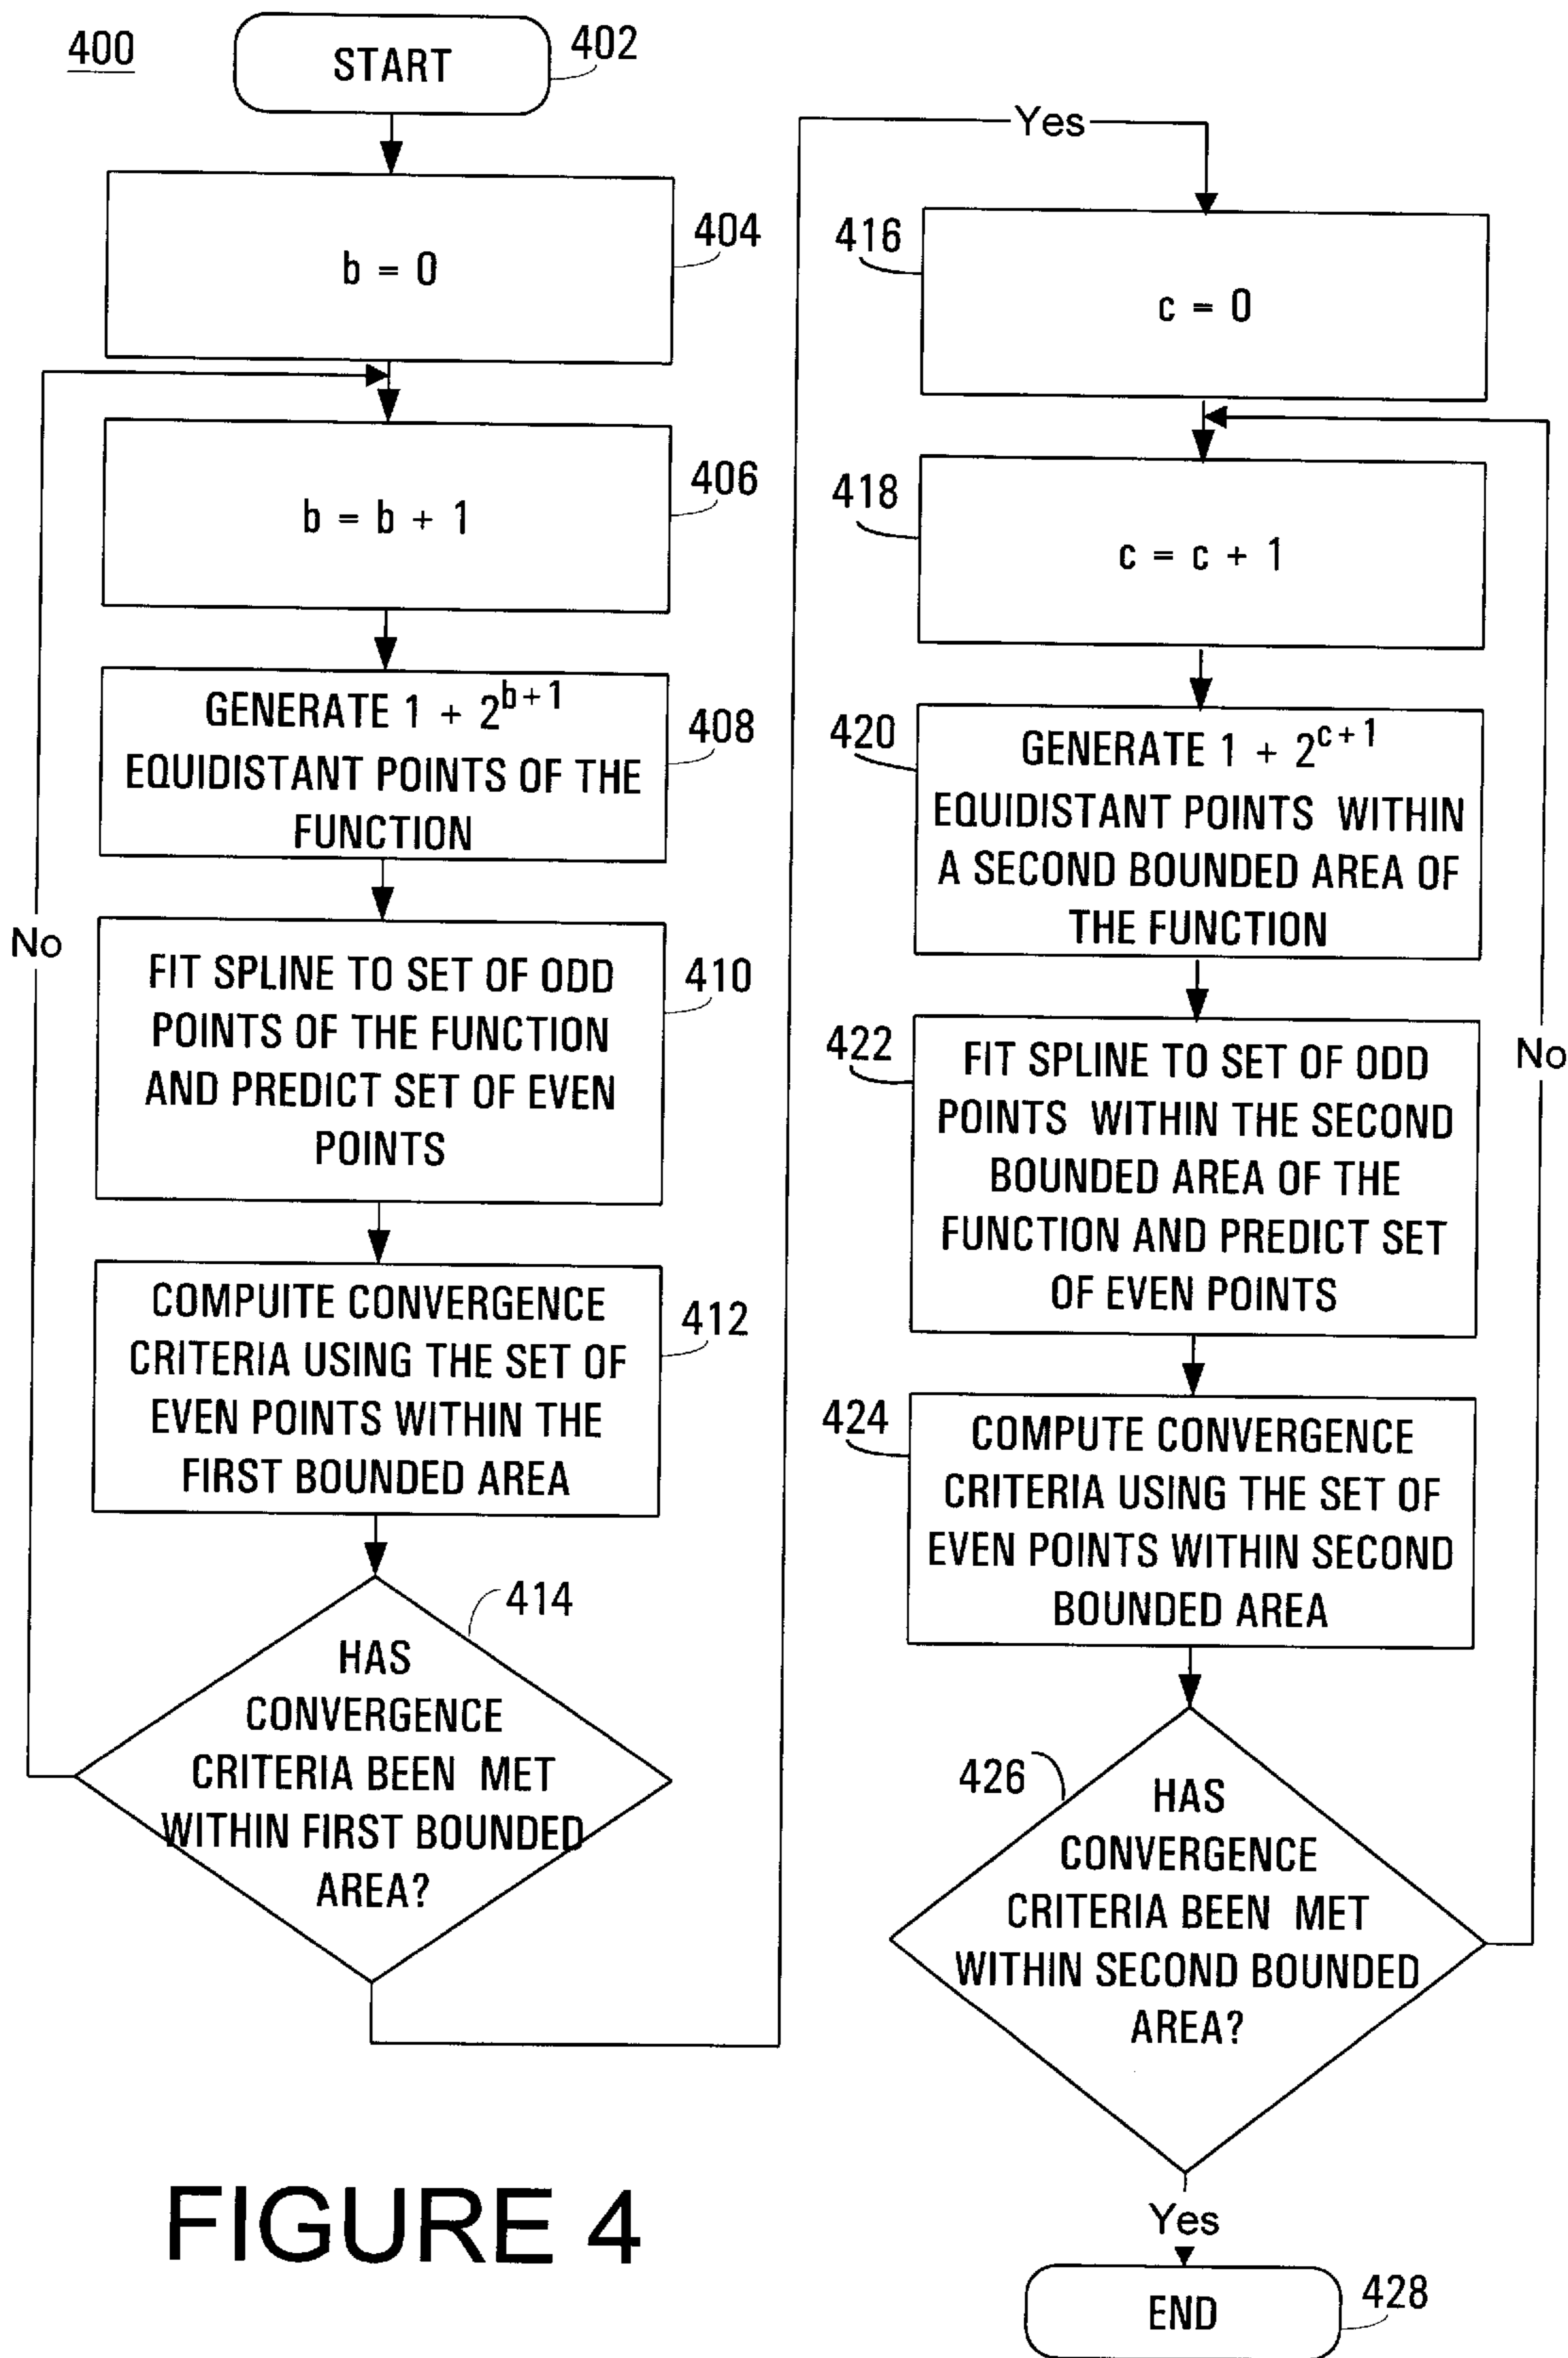 400
START
402
b = 0
404
b = b + 1
406
GENERATE 1 + 2^{b+1}
EQUIDISTANT POINTS OF THE
FUNCTION
408
FIT SPLINE TO SET OF ODD
POINTS OF THE FUNCTION
AND PREDICT SET OF EVEN
POINTS
410
COMPUITE CONVERGENCE
CRITERIA USING THE SET OF
EVEN POINTS WITHIN THE
FIRST BOUNDED AREA
412
HAS
CONVERGENCE
CRITERIA BEEN MET
WITHIN FIRST BOUNDED
AREA?
414
No
Yes
416
c = 0
418
c = c + 1
420
GENERATE 1 + 2^{c+1}
EQUIDISTANT POINTS WITHIN
A SECOND BOUNDED AREA OF
THE FUNCTION
422
FIT SPLINE TO SET OF ODD
POINTS WITHIN THE SECOND
BOUNDED AREA OF THE
FUNCTION AND PREDICT SET
OF EVEN POINTS
424
COMPUTE CONVERGENCE
CRITERIA USING THE SET OF
EVEN POINTS WITHIN SECOND
BOUNDED AREA
426
HAS
CONVERGENCE
CRITERIA BEEN MET
WITHIN SECOND BOUNDED
AREA?
No
Yes
END
428
FIGURE 4